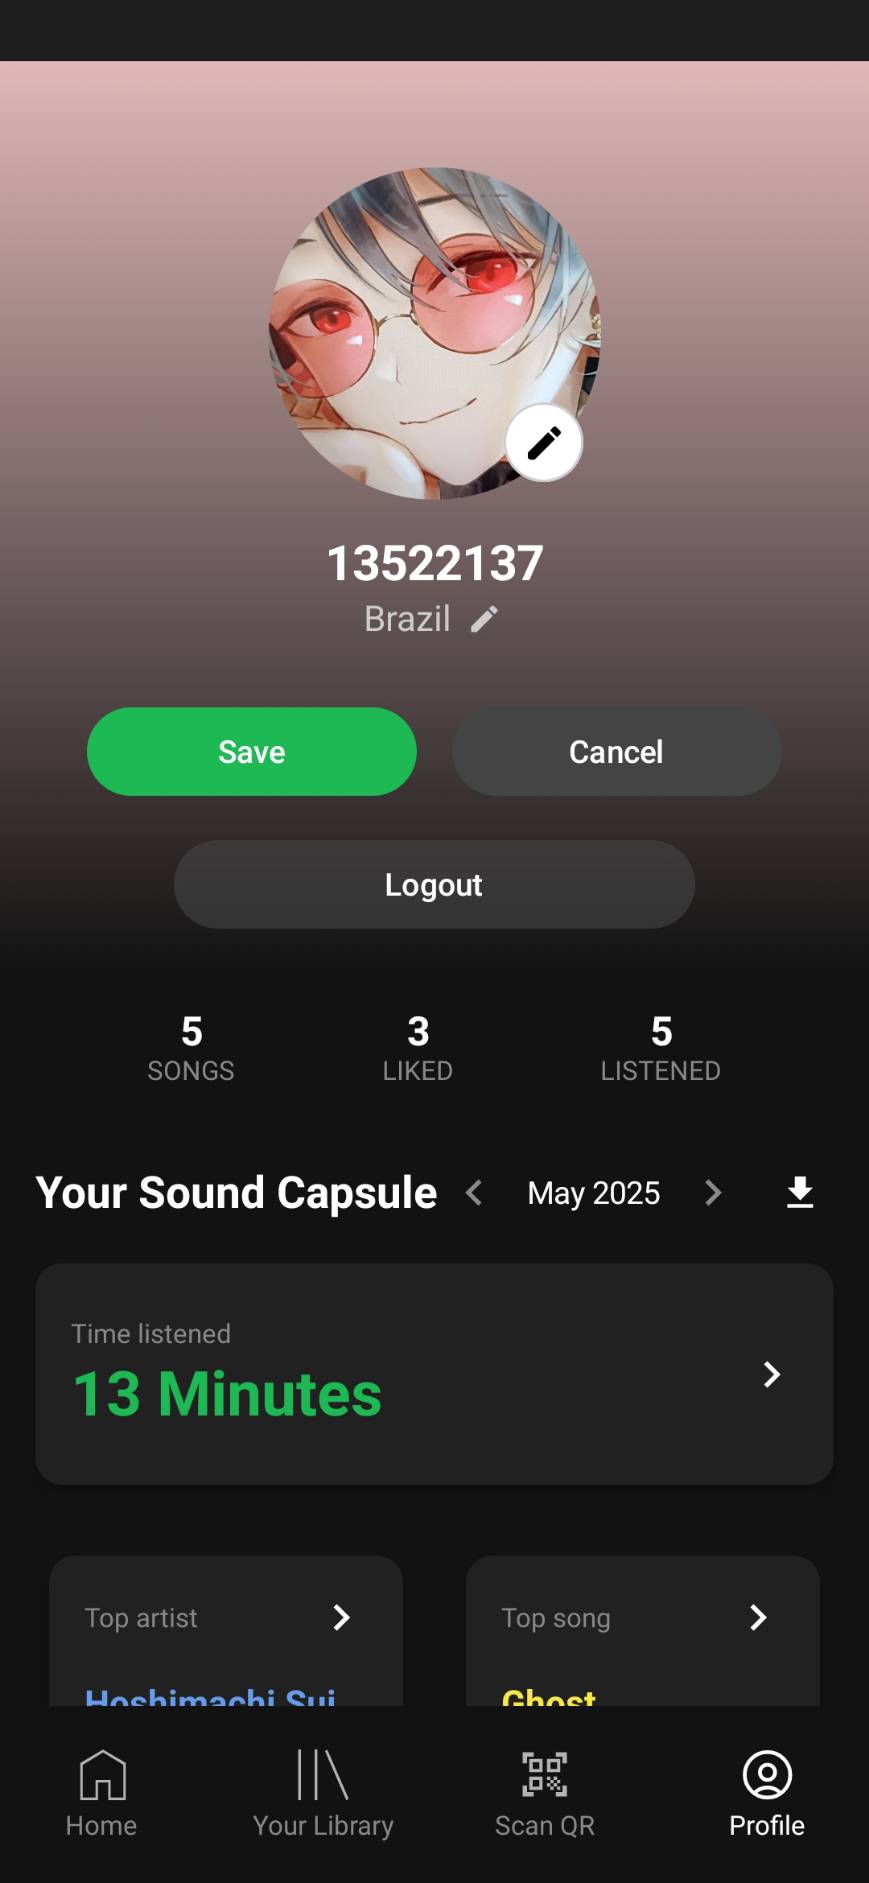 13522137
Brazil
Save
Cancel
Logout
5
SONGS
3
LIKED
5
LISTENED
Your Sound Capsule
May 2025
Time listened
13 Minutes
Top artist
Top song
Hoshimachi Sui
Ghost
Home
Your Library
Scan QR
Profile